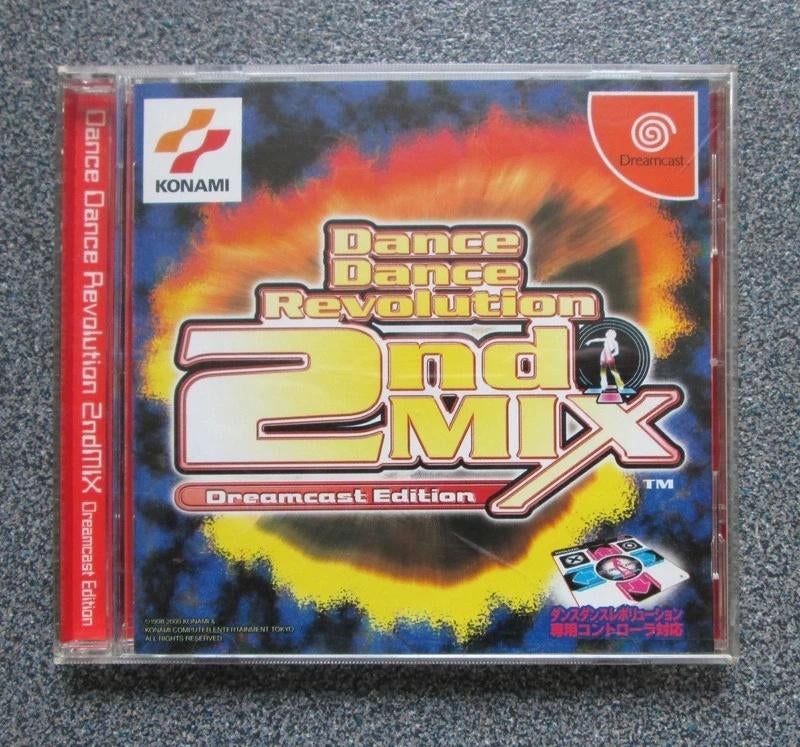 Dance Dance Revolution 2ndMIX Dreamcast Edition
KONAMI
Dreamcast
Dance
Dance
Revolution
2nd
MIX
TM
Dreamcast Edition
©1998 2000 KONAMI &
KONAMI COMPUTER ENTERTAINMENT TOKYO
ALL RIGHTS RESERVED
ダンスダンスレボリューション
専用コントローラ対応